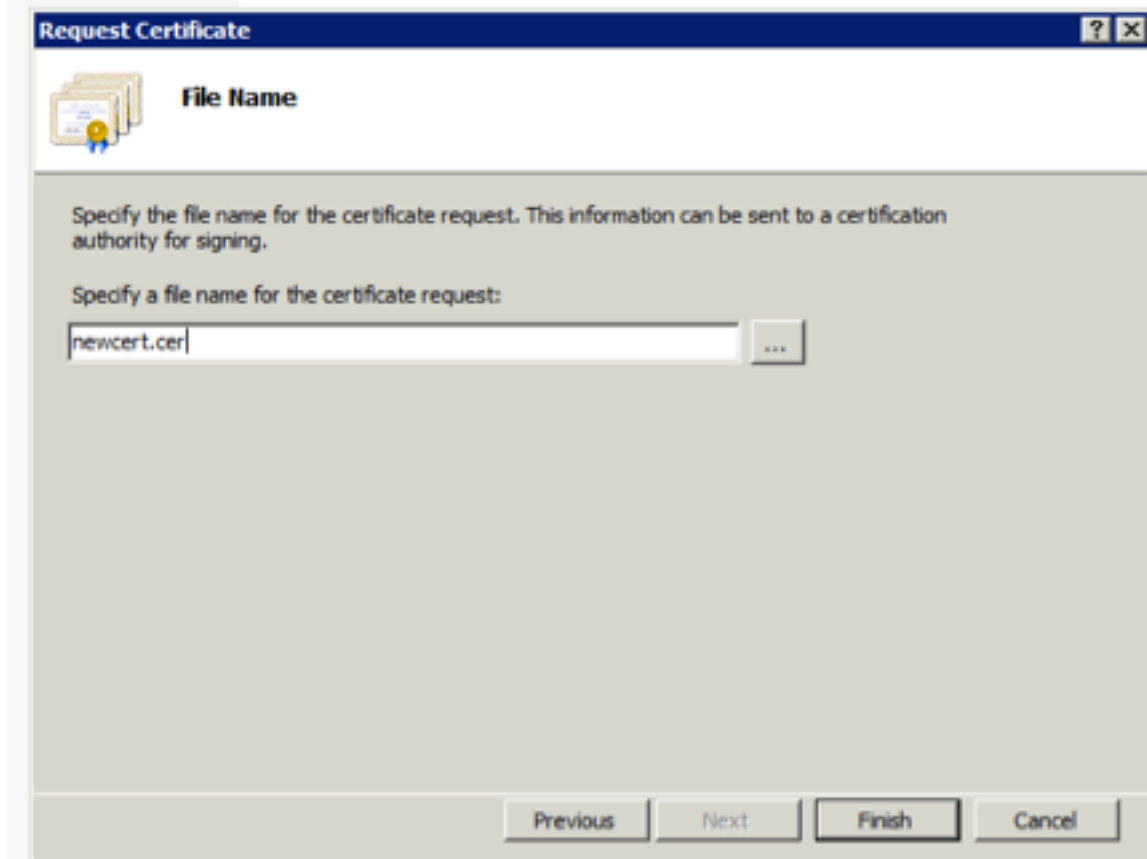 Request Certificate
File Name
Specify the file name for the certificate request. This information can be sent to a certification
authority for signing.
Specify a file name for the certificate request:
newcert.cer
...
Previous Next Finish Cancel